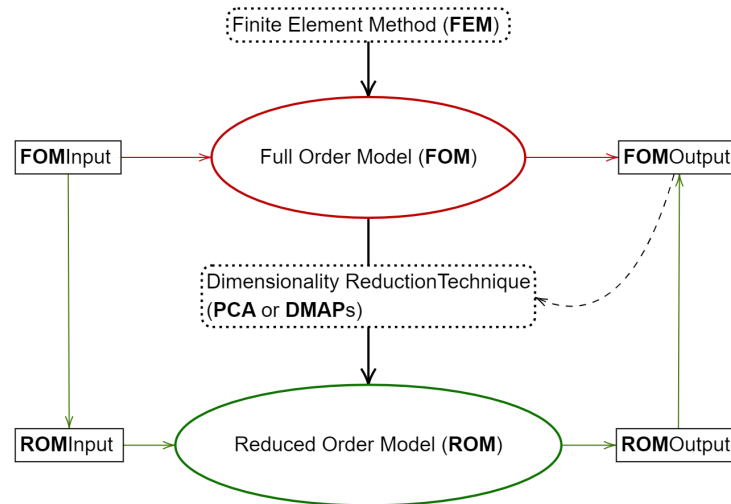 Finite Element Method (FEM)
FOMInput
Full Order Model (FOM)
FOMOutput
Dimensionality ReductionTechnique
(PCA or DMAPs)
ROMInput
Reduced Order Model (ROM)
ROMOutput